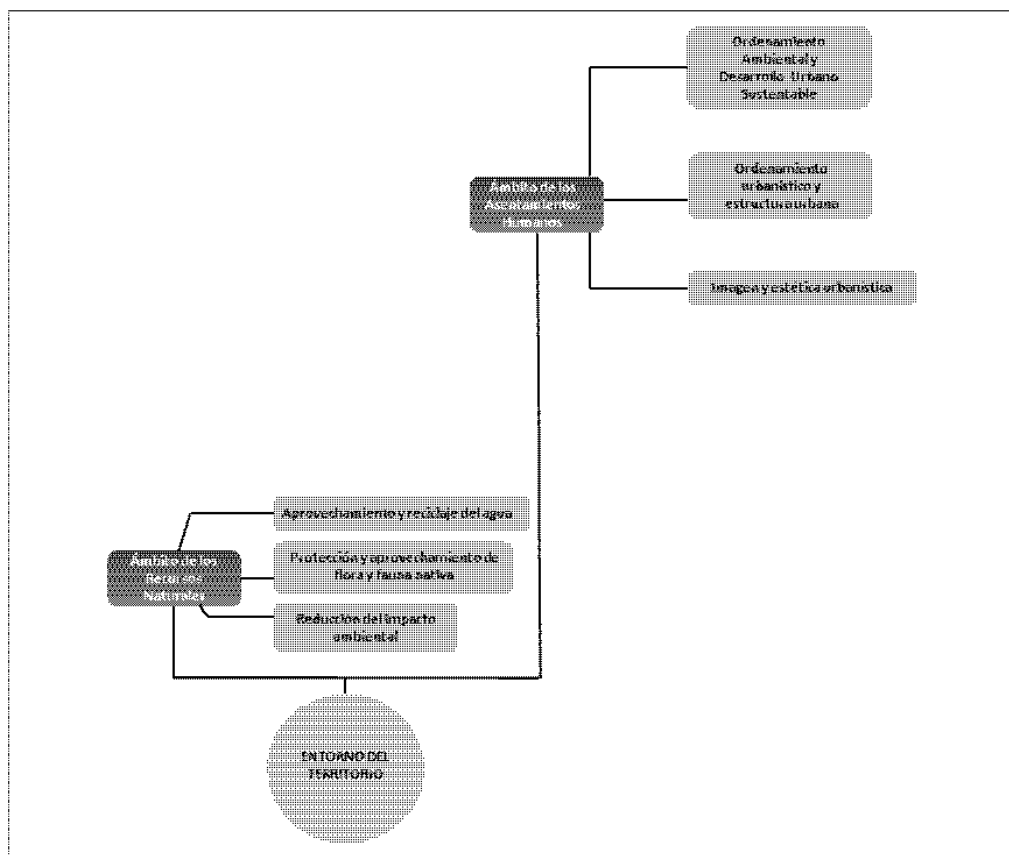 Ordenamiento
Ambiental y
Desarrollo Urbano
Sustentable
Ordenamiento
urbanístico y
estructura urbana
Ámbito de los
Asentamientos
Humanos
Imagen y estética urbanística
Aprovechamiento y reciclaje del agua
Ámbito de los
Recursos
Naturales
Protección y aprovechamiento de
flora y fauna nativa
Reducción del impacto
ambiental
ENTORNO DEL
TERRITORIO